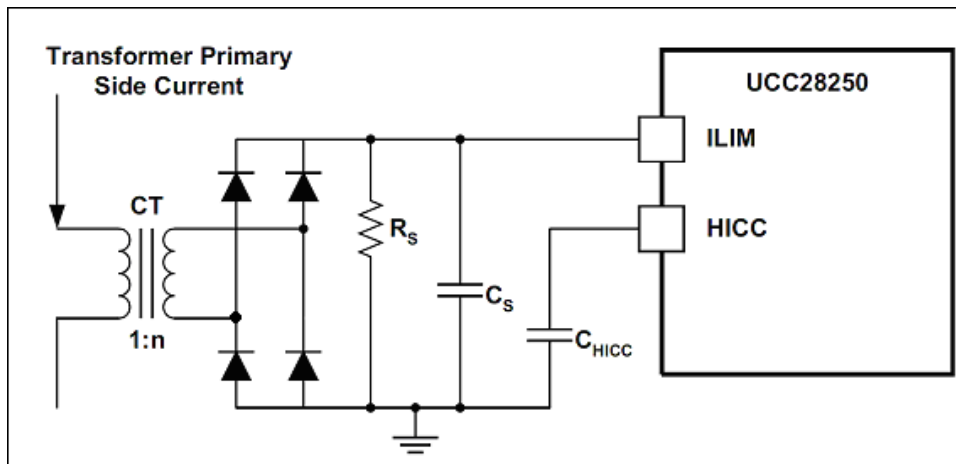 Transformer Primary
Side Current
UCC28250
ILIM
CT
HICC
R_S
C_S
1:n
C_HICC